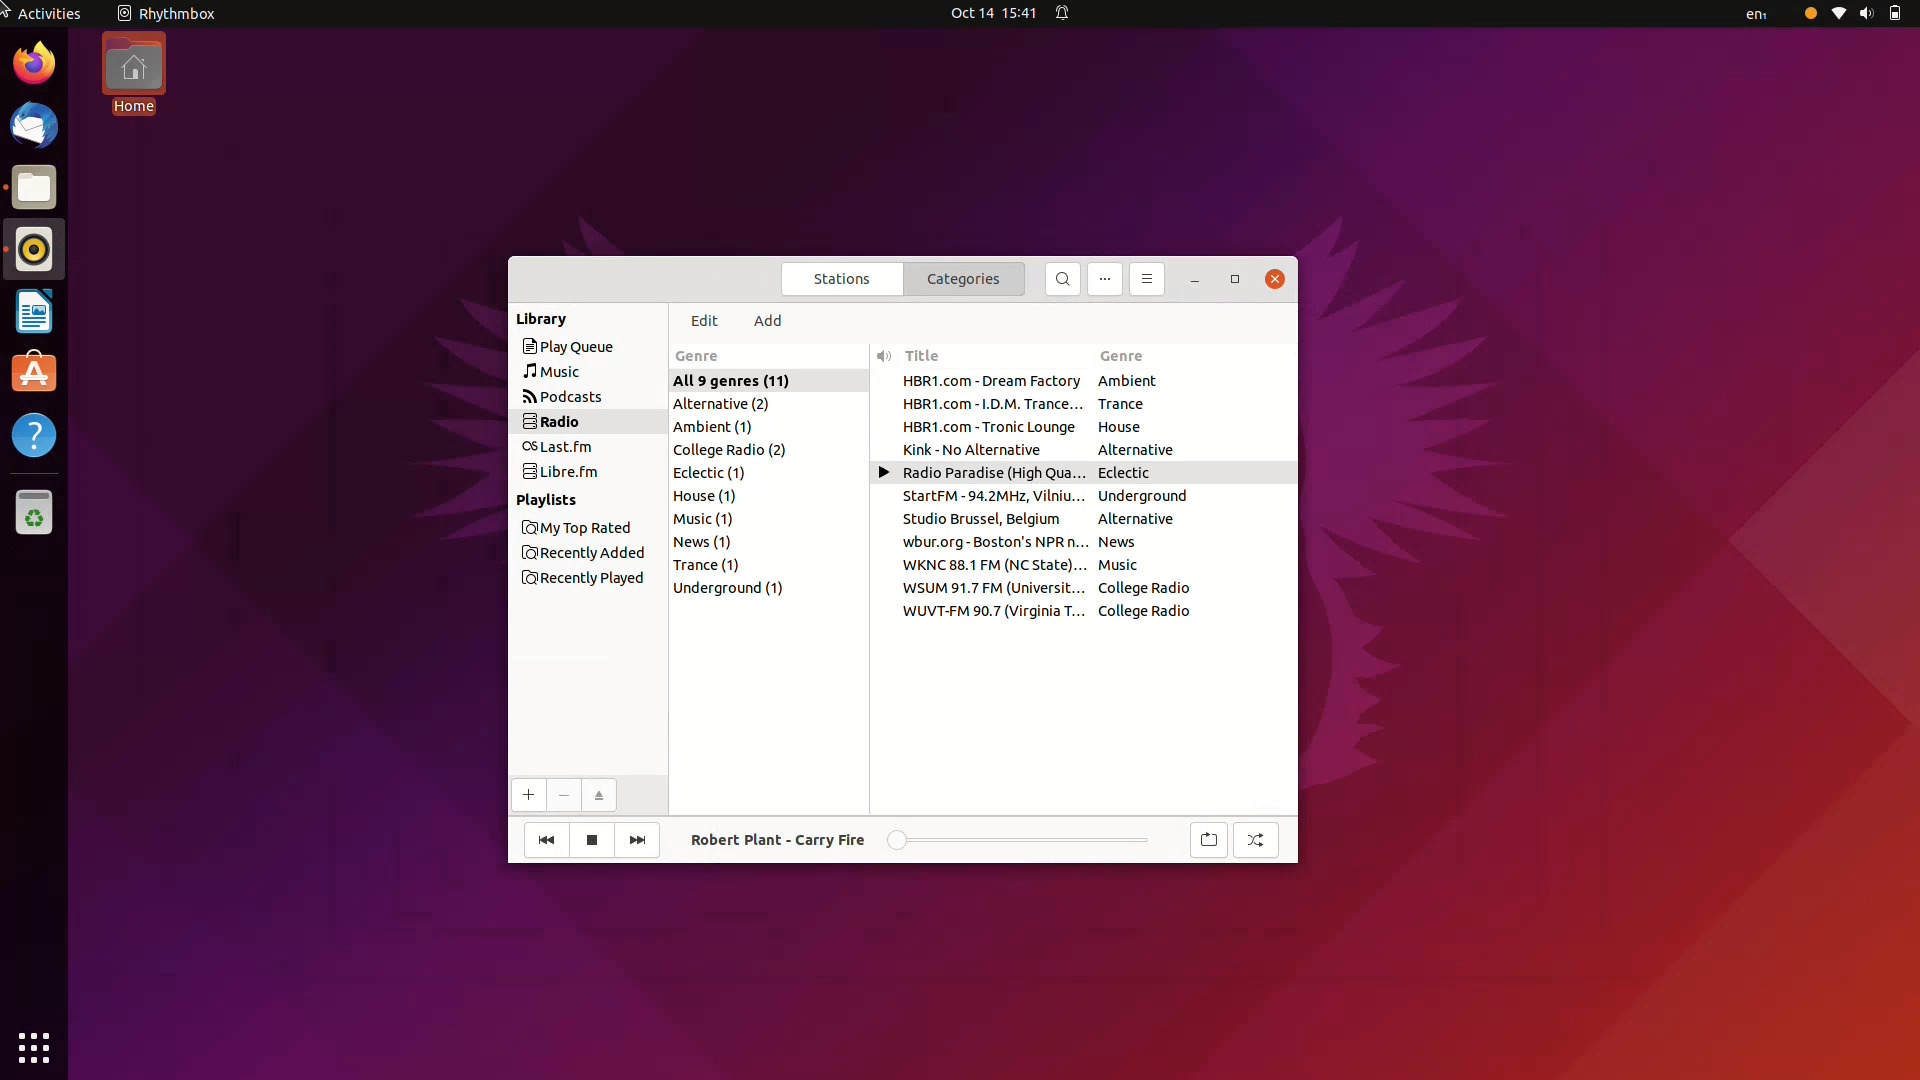 Activities
Rhythmbox
Oct 14 15:41
en₁
Home
Stations
Categories
Library
Play Queue
Music
Podcasts
Radio
Last.fm
Libre.fm
Playlists
My Top Rated
Recently Added
Recently Played
Edit
Add
Genre
All 9 genres (11)
Alternative (2)
Ambient (1)
College Radio (2)
Eclectic (1)
House (1)
Music (1)
News (1)
Trance (1)
Underground (1)
Title Genre
HBR1.com - Dream Factory Ambient
HBR1.com - I.D.M. Trance… Trance
HBR1.com - Tronic Lounge House
Kink - No Alternative Alternative
Radio Paradise (High Qua… Eclectic
StartFM - 94.2MHz, Vilniu… Underground
Studio Brussel, Belgium Alternative
wbur.org - Boston's NPR n… News
WKNC 88.1 FM (NC State)… Music
WSUM 91.7 FM (Universit… College Radio
WUVT-FM 90.7 (Virginia T… College Radio
Robert Plant - Carry Fire